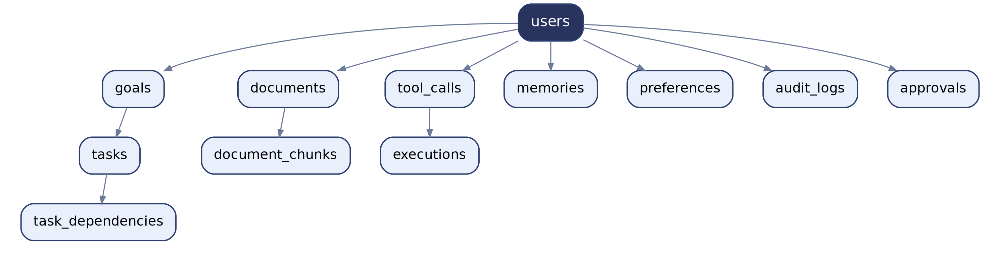 users
goals
documents
tool_calls
memories
preferences
audit_logs
approvals
tasks
document_chunks
executions
task_dependencies